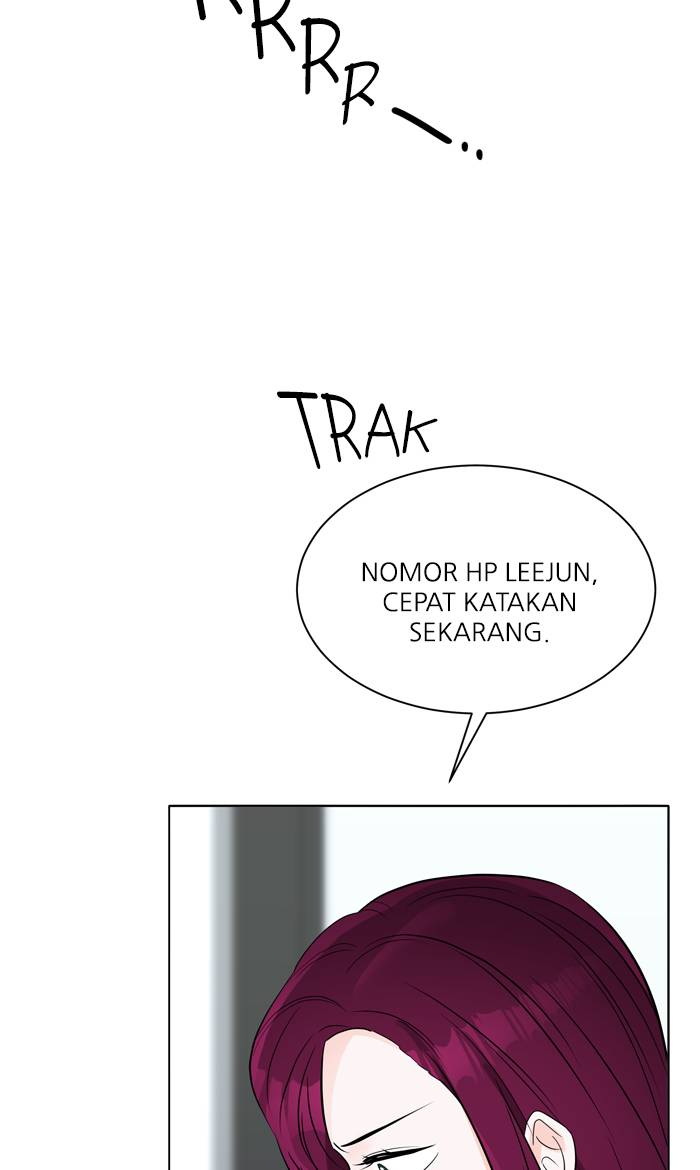 RRRR—..
TRAK
NOMOR HP LEEJUN,
CEPAT KATAKAN
SEKARANG.